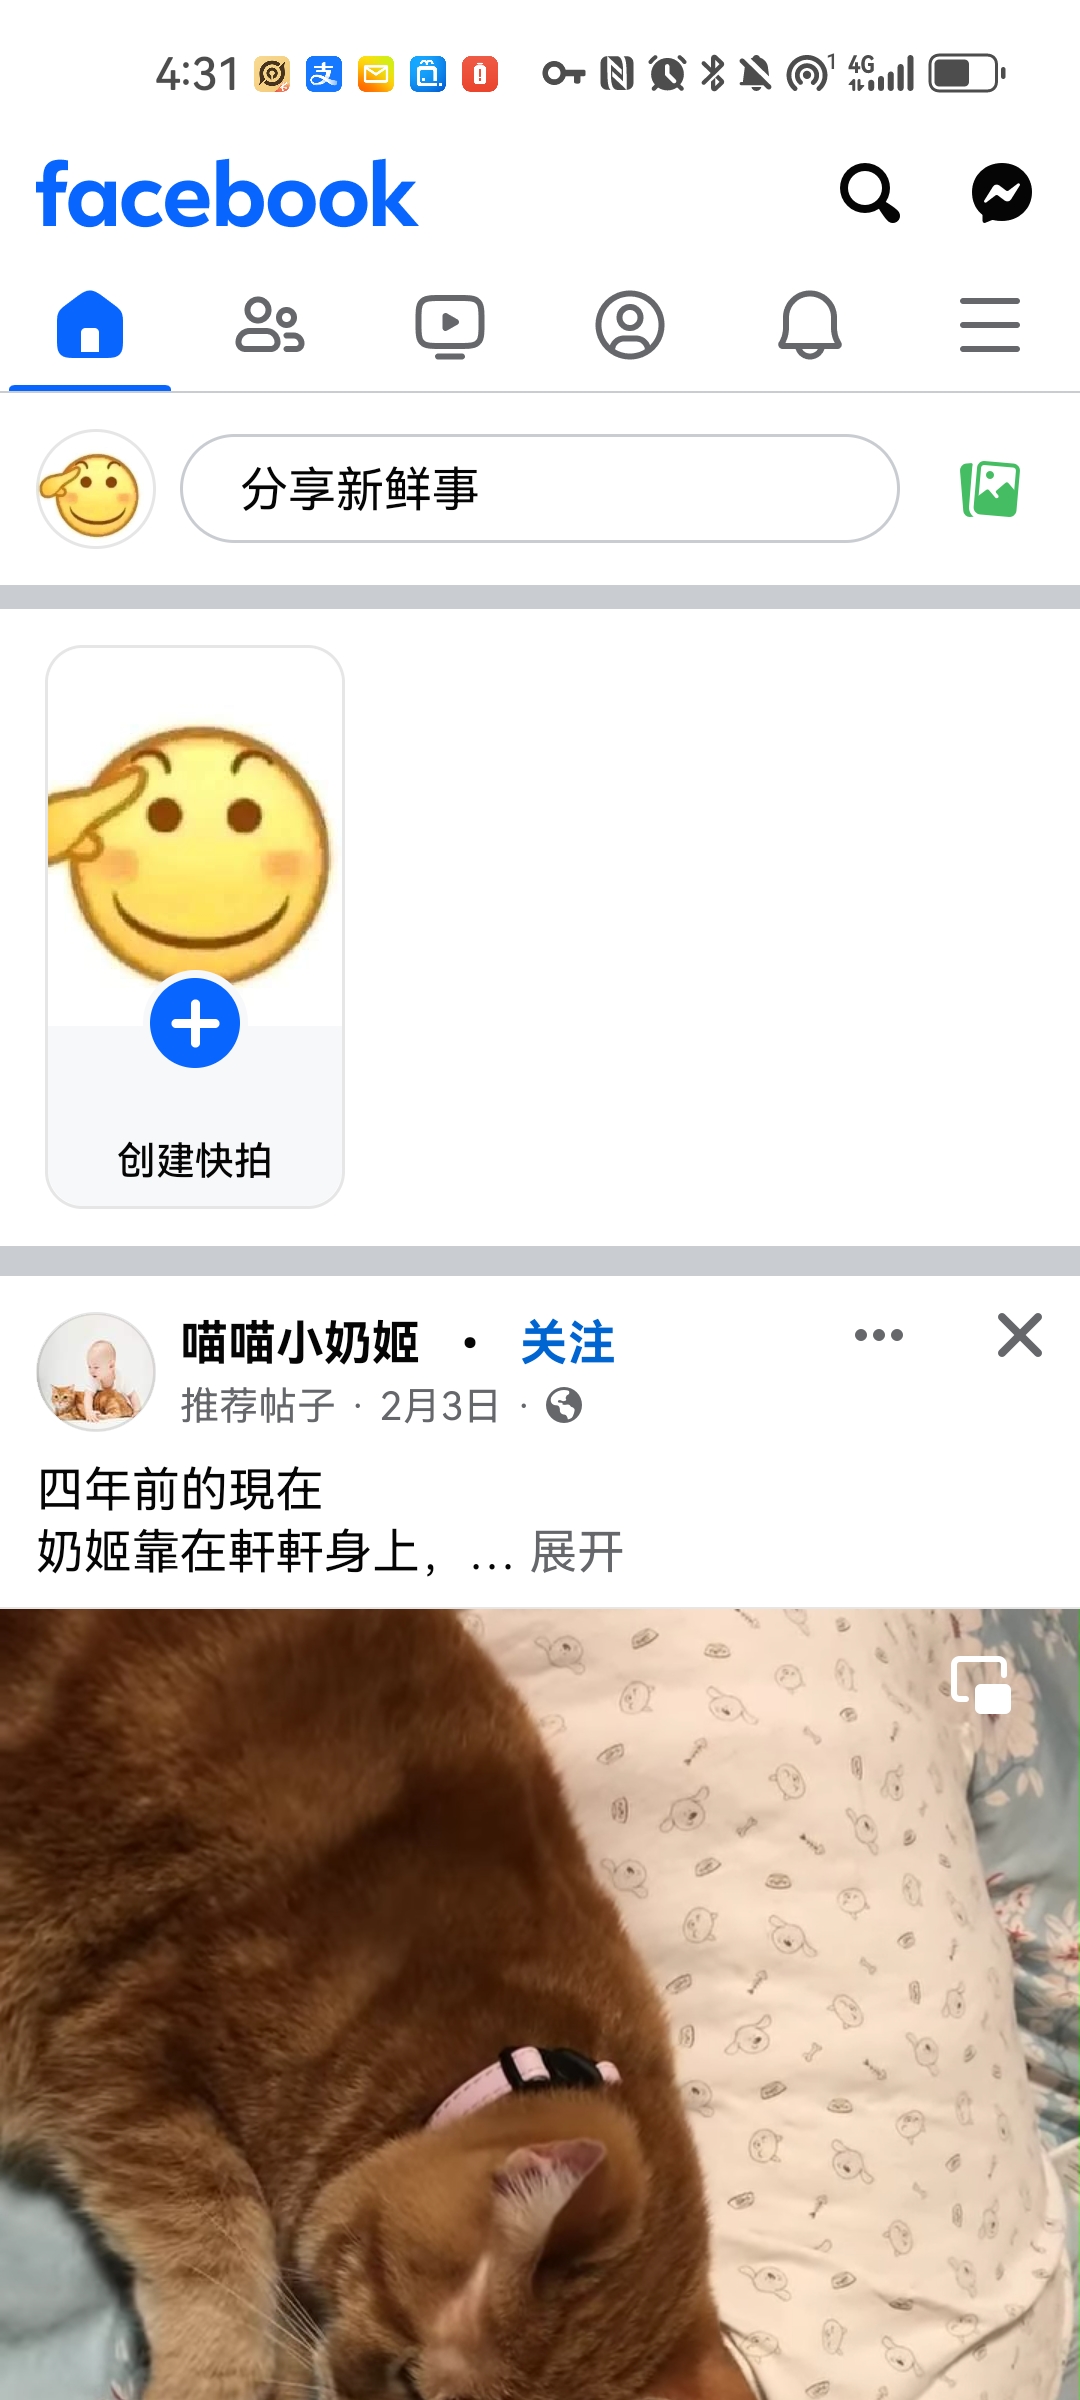 4:31
支
1
4G
facebook
分享新鲜事
创建快拍
喵喵小奶姬 · 关注
推荐帖子 · 2月3日 ·
四年前的現在
奶姬靠在軒軒身上，… 展开